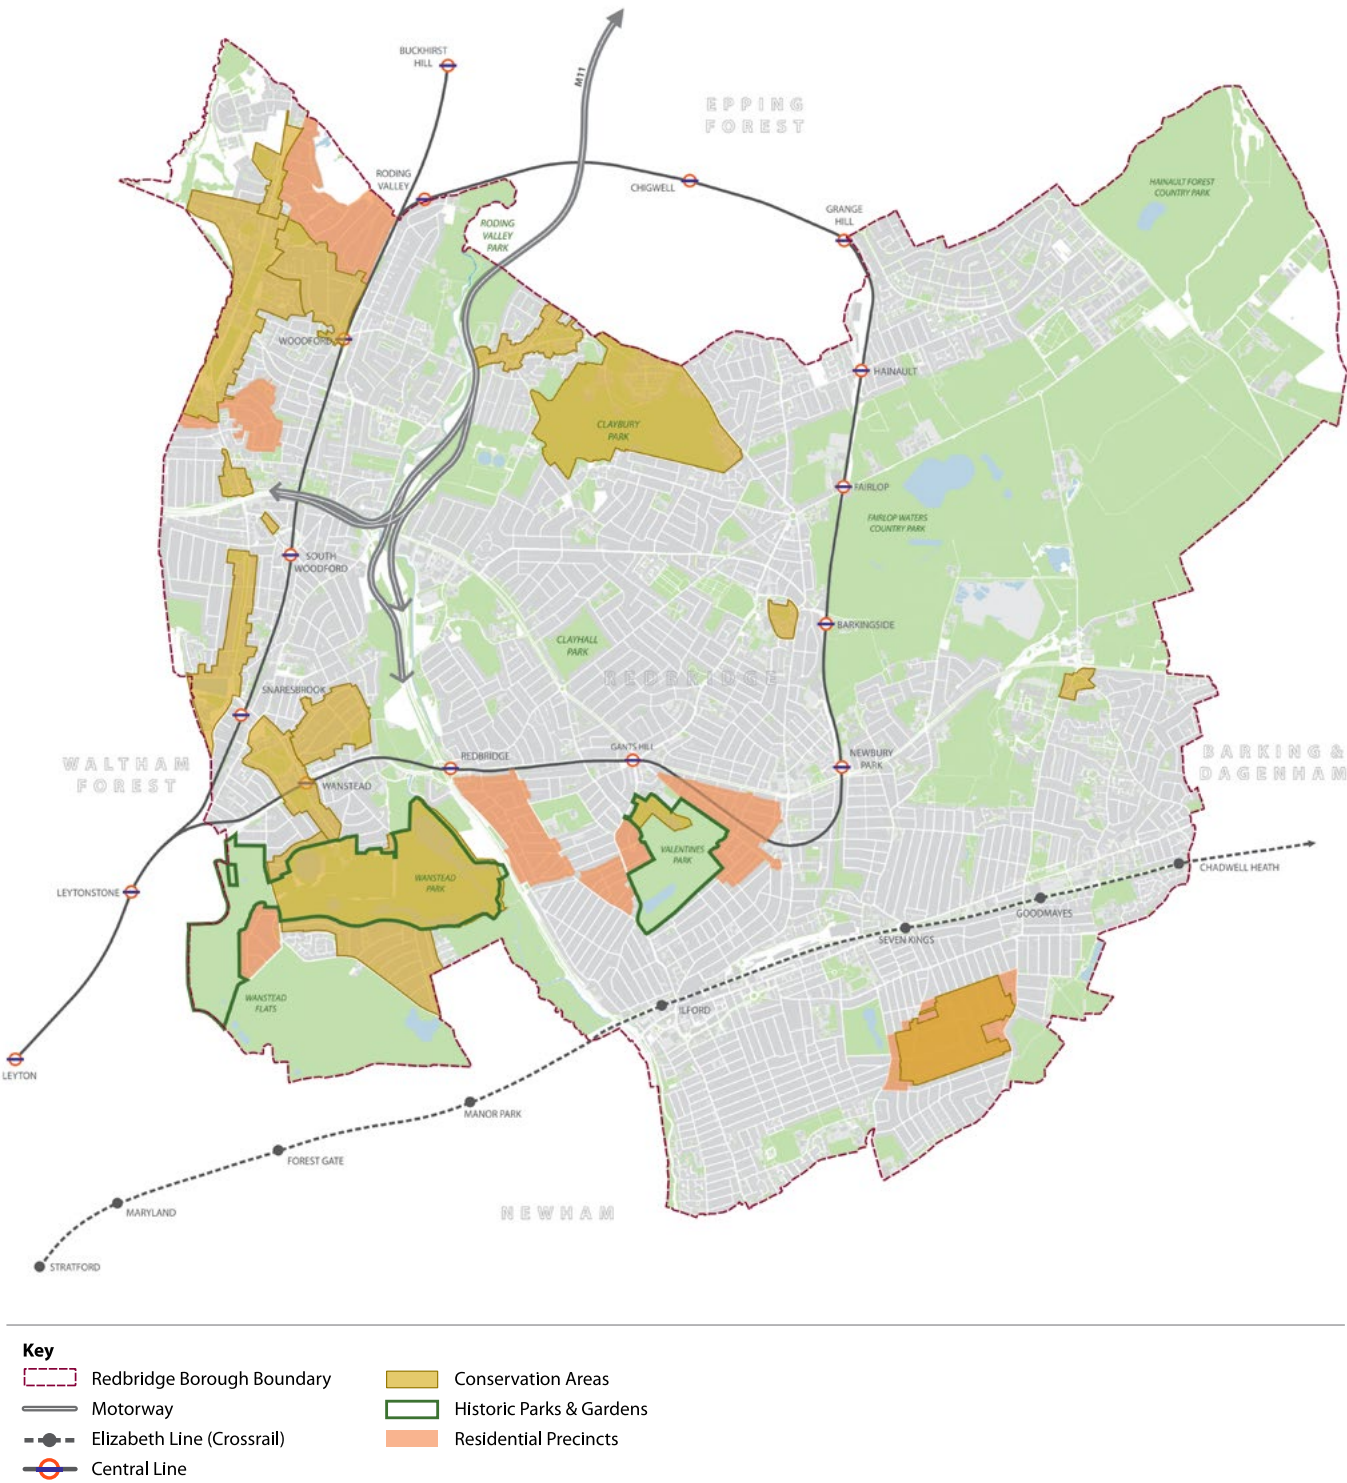 BUCKHIRST
HILL
M11
EPPING
FOREST
RODING
VALLEY
CHIGWELL
HAINAULT FOREST
COUNTRY PARK
GRANGE
HILL
RODING
VALLEY
PARK
WOODFORD
HAINAULT
CLAYBURY
PARK
FAIRLOP
FAIRLOP WATERS
COUNTRY PARK
SOUTH
WOODFORD
BARKINGSIDE
CLAYHALL
PARK
REDBRIDGE
SNARESBROOK
WALTHAM
FOREST
REDBRIDGE
GANTS HILL
NEWBURY
PARK
BARKING &
DAGENHAM
WANSTEAD
VALENTINES
PARK
WANSTEAD
PARK
LEYTONSTONE
CHADWELL HEATH
GOODMAYES
SEVEN KINGS
WANSTEAD
FLATS
ILFORD
LEYTON
MANOR PARK
FOREST GATE
MARYLAND
NEWHAM
STRATFORD
Key
Redbridge Borough Boundary
Motorway
Elizabeth Line (Crossrail)
Central Line
Conservation Areas
Historic Parks & Gardens
Residential Precincts